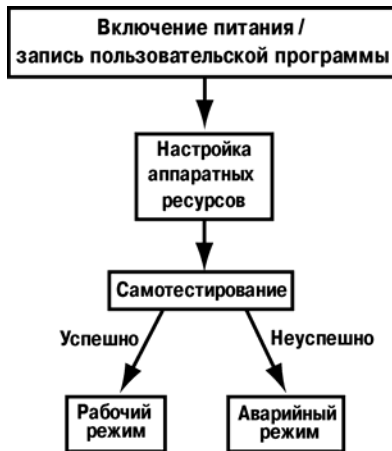 Включение питания /
запись пользовательской программы
Настройка
аппаратных
ресурсов
Самотестирование
Успешно
Неуспешно
Рабочий
режим
Аварийный
режим